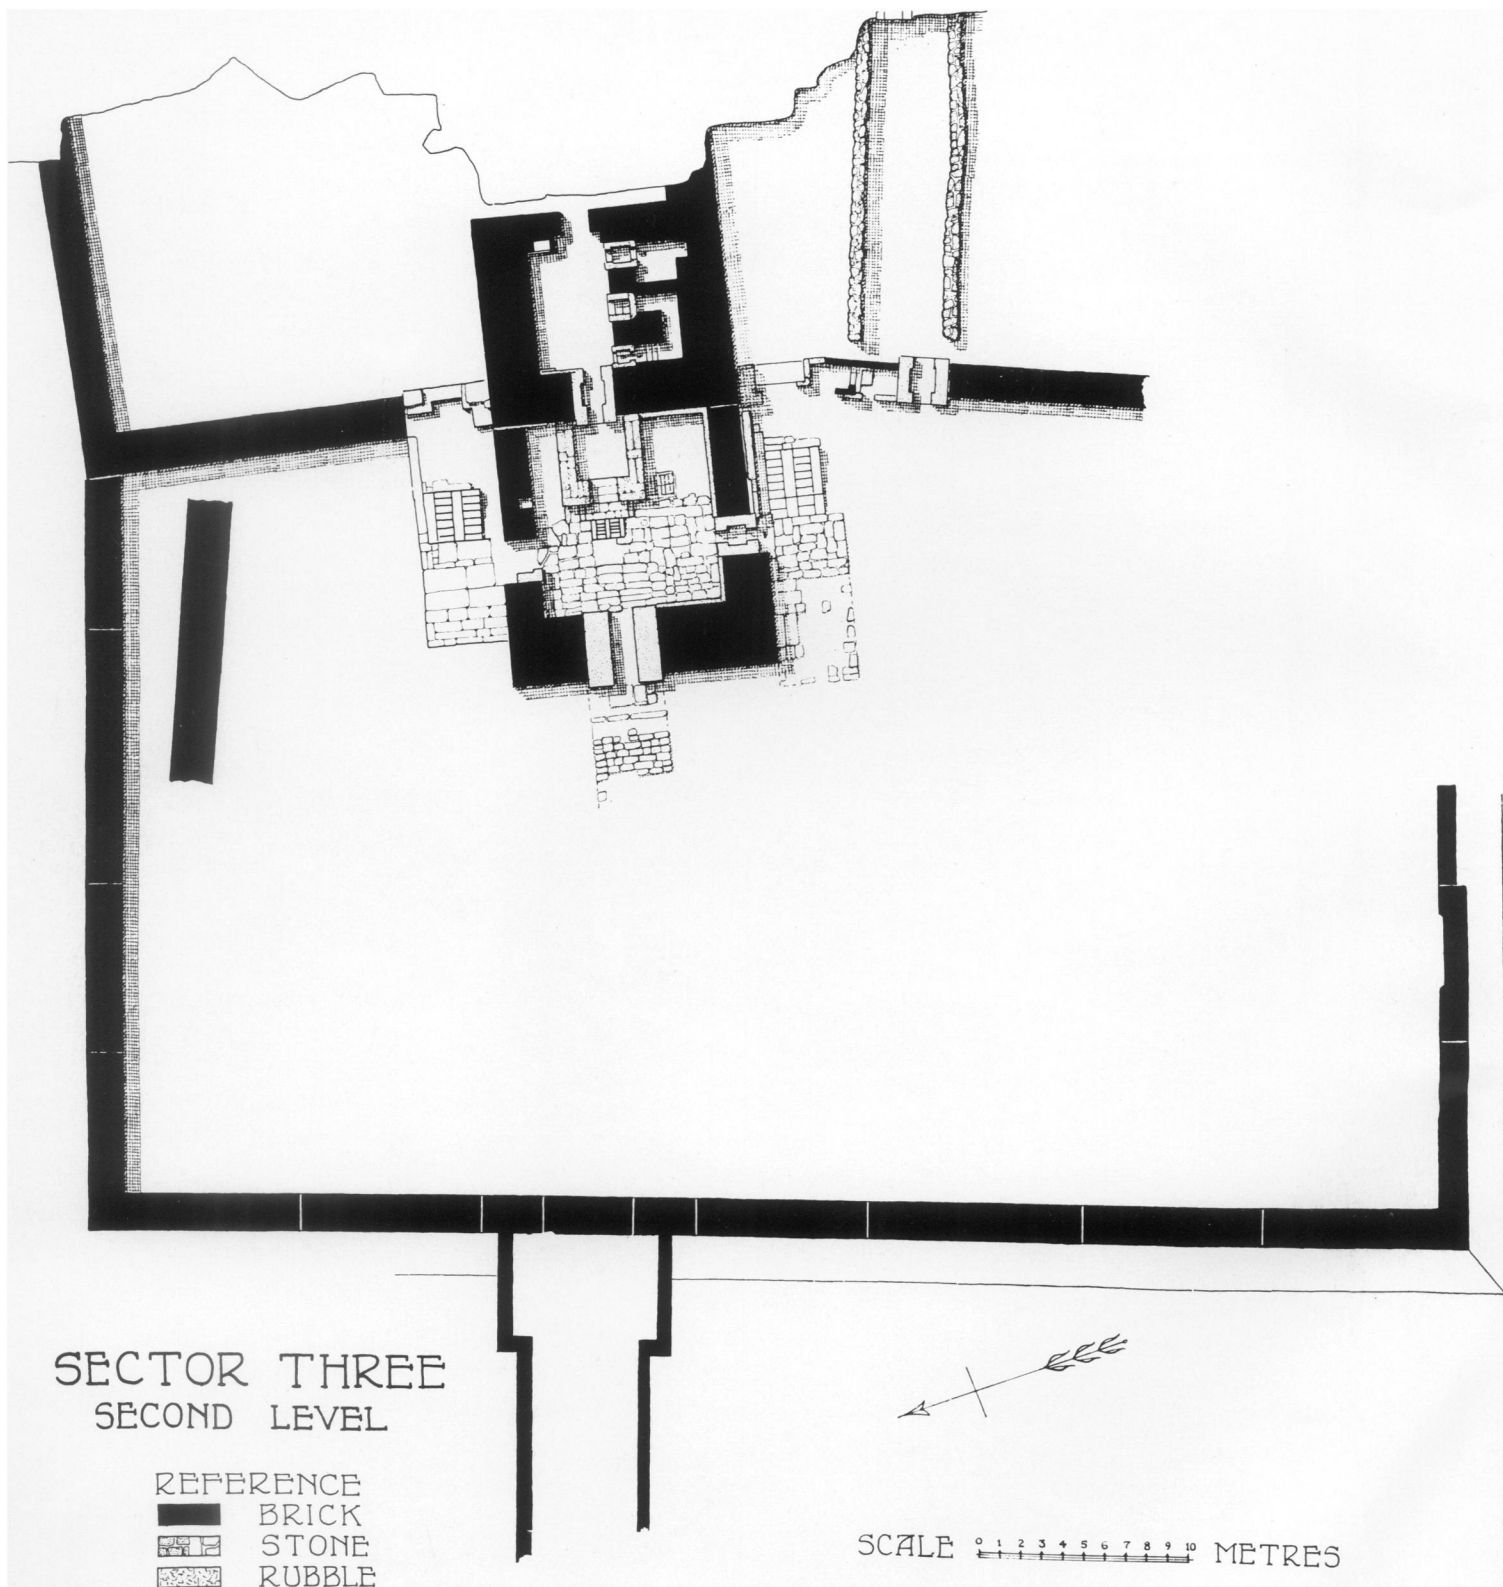 SECTOR THREE
SECOND LEVEL
REFERENCE
BRICK
STONE
RUBBLE
SCALE 0 1 2 3 4 5 6 7 8 9 10 METRES